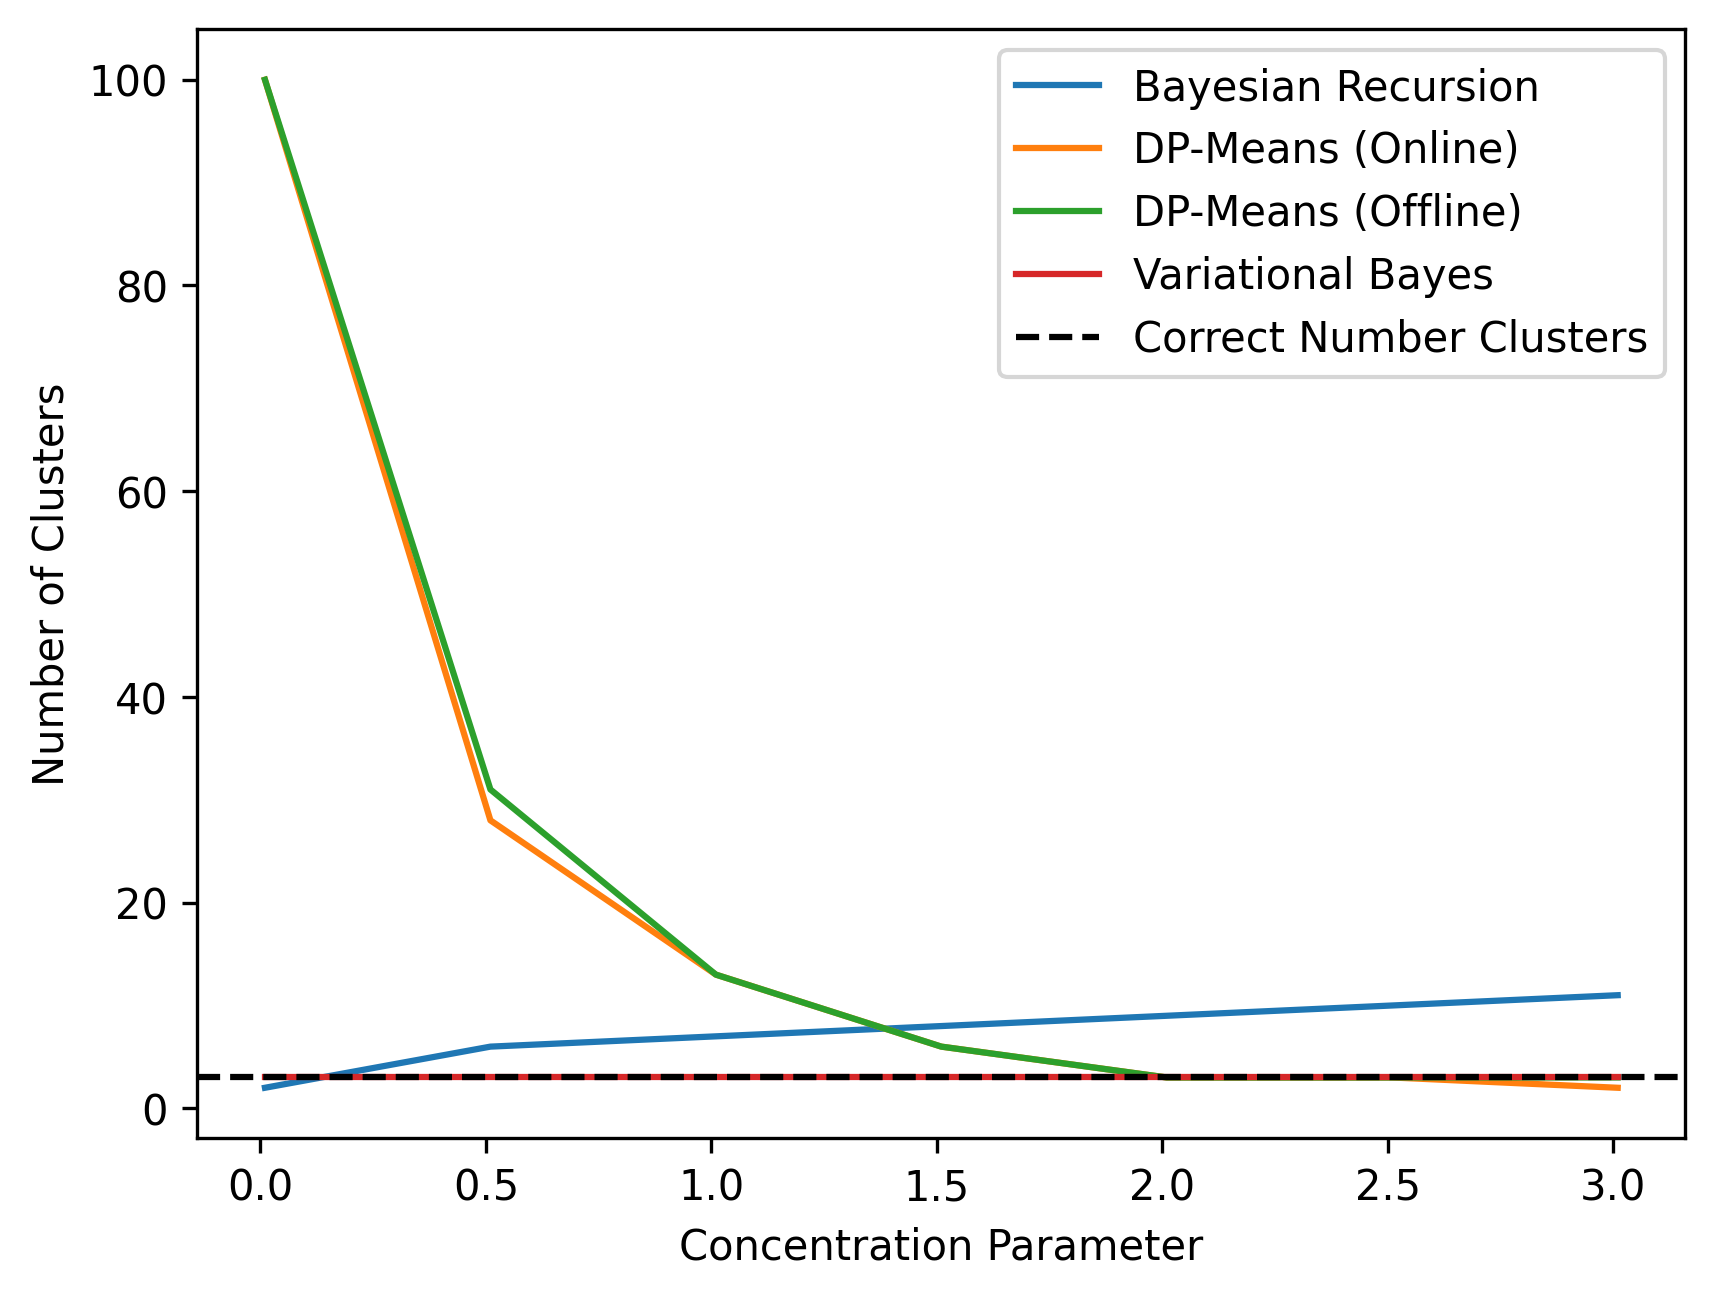 100
80
60
40
20
0
Number of Clusters
Bayesian Recursion
DP-Means (Online)
DP-Means (Offline)
Variational Bayes
Correct Number Clusters
0.0 0.5 1.0 1.5 2.0 2.5 3.0
Concentration Parameter